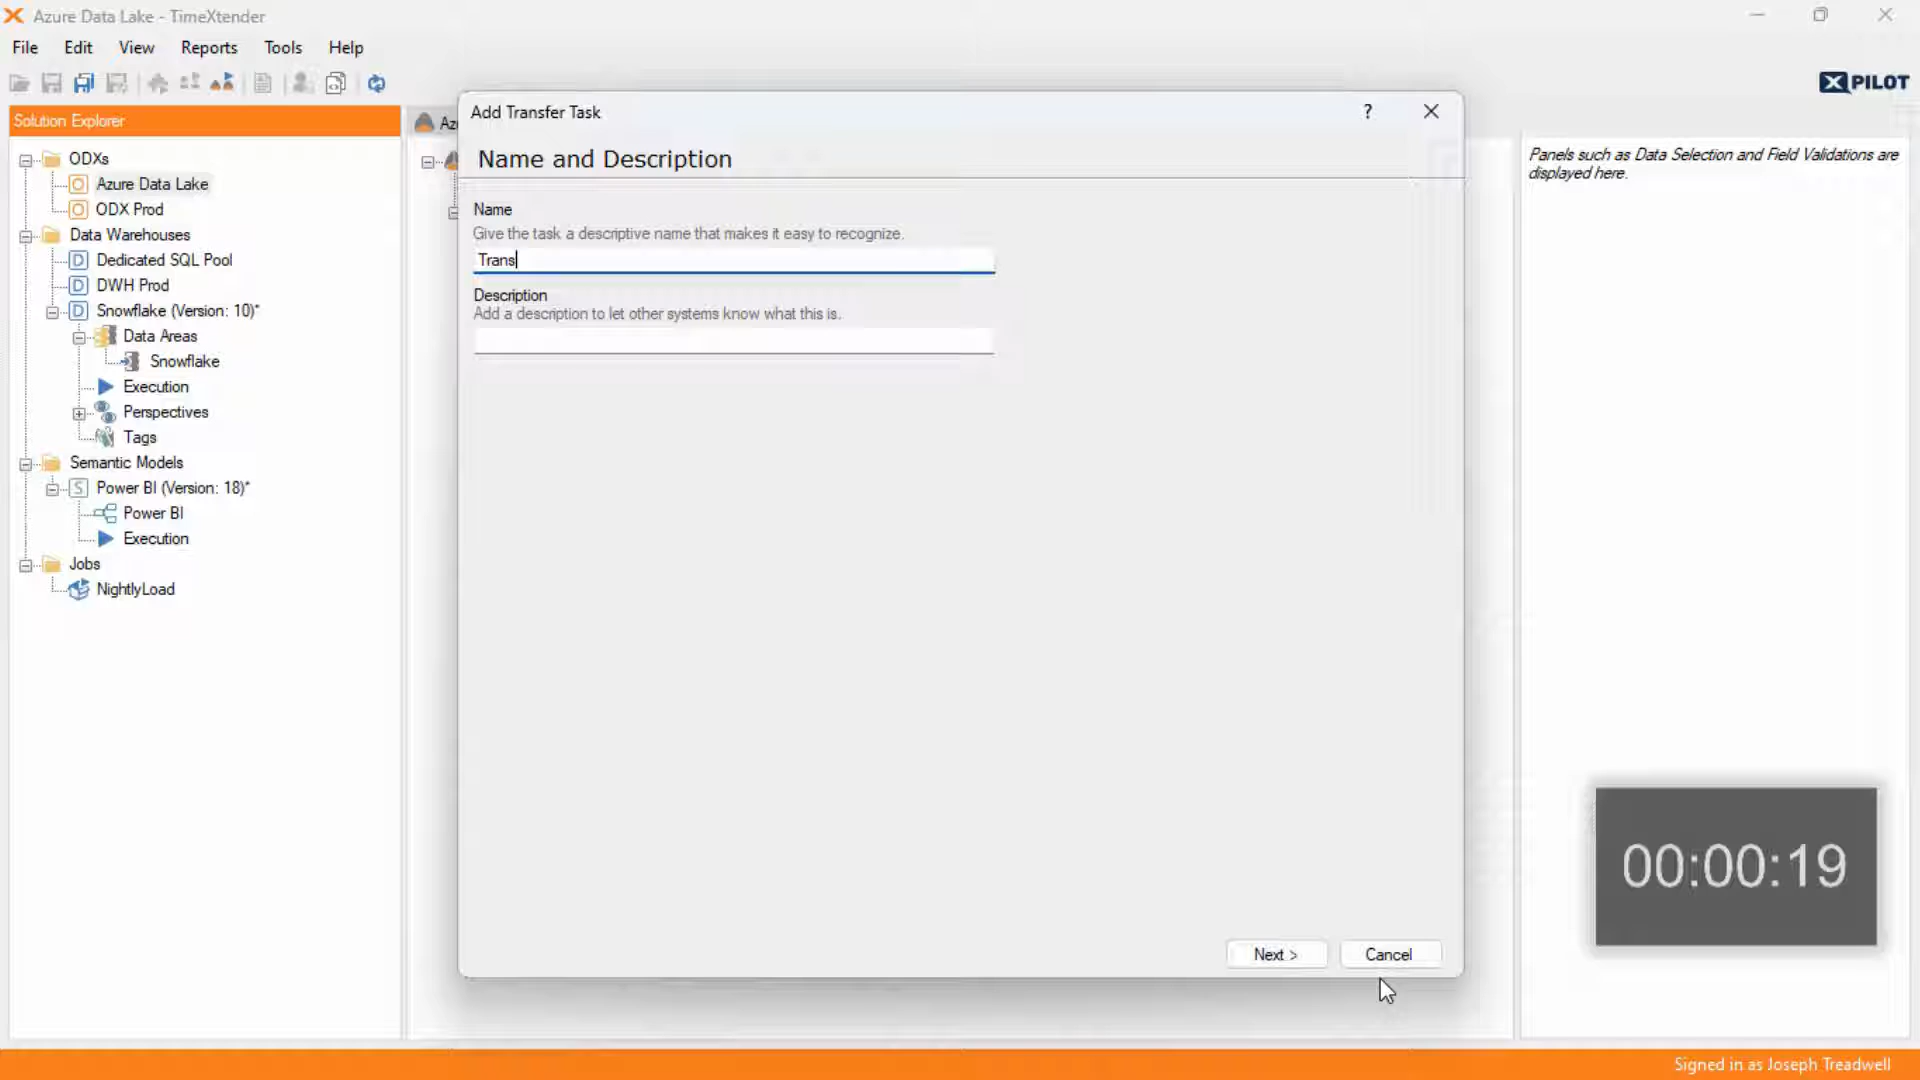 Azure Data Lake - TimeXtender
File Edit View Reports Tools Help
XPILOT
Solution Explorer
ODXs
Azure Data Lake
ODX Prod
Data Warehouses
Dedicated SQL Pool
DWH Prod
Snowflake (Version: 10)*
Data Areas
Snowflake
Execution
Perspectives
Tags
Semantic Models
Power BI (Version: 18)*
Power BI
Execution
Jobs
NightlyLoad
Az
Add Transfer Task
?
Name and Description
Name
Give the task a descriptive name that makes it easy to recognize.
Trans
Description
Add a description to let other systems know what this is.
Next >
Cancel
Panels such as Data Selection and Field Validations are
displayed here.
00:00:19
Signed in as Joseph Treadwell